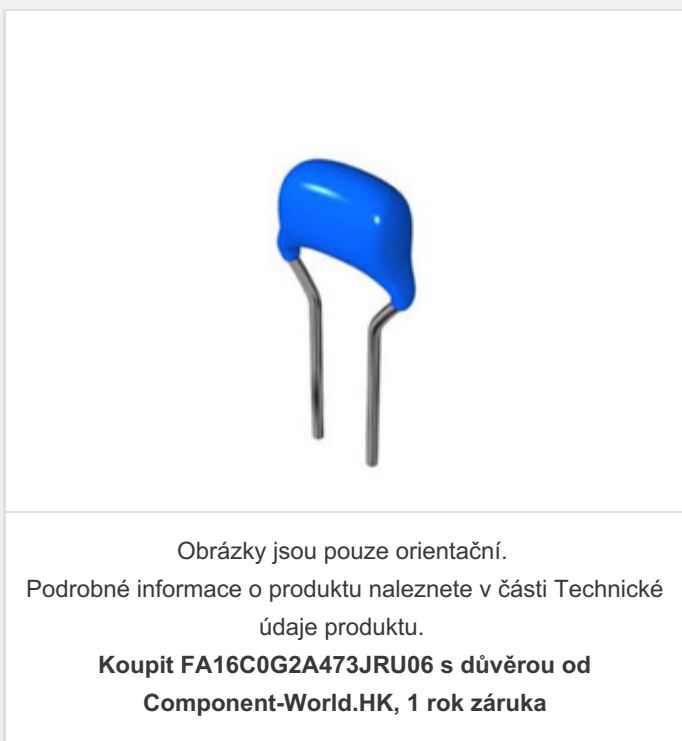 Obrázky jsou pouze orientační.
Podrobné informace o produktu naleznete v části Technické
údaje produktu.
Koupit FA16C0G2A473JRU06 s důvěrou od
Component-World.HK, 1 rok záruka